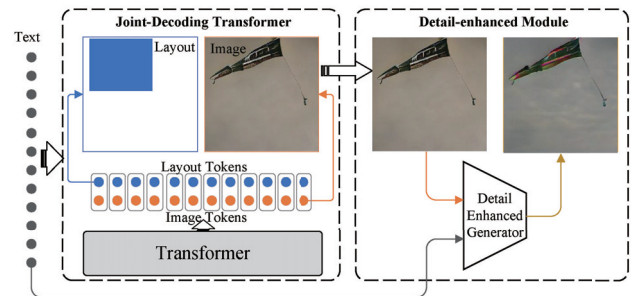 Joint-Decoding Transformer
Detail-enhanced Module
Text
Layout
Image
Layout Tokens
Image Tokens
Transformer
Detail
Enhanced
Generator